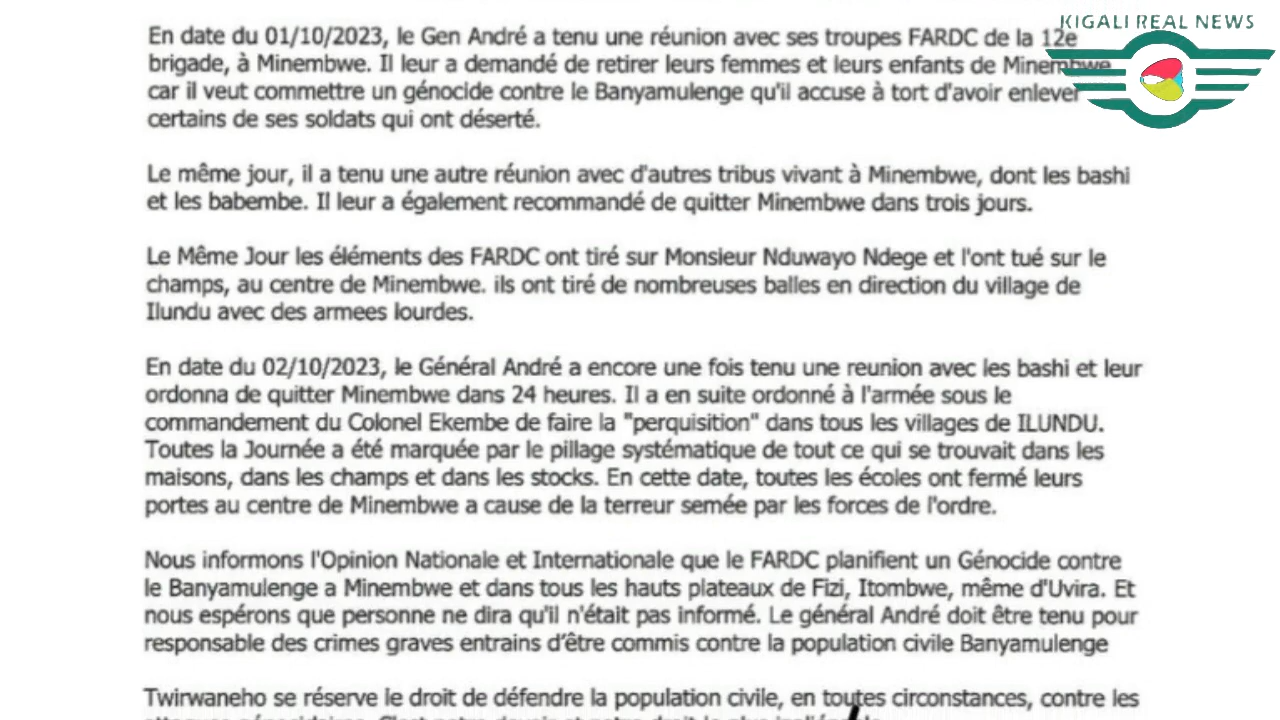 KIGALI REAL NEWS
En date du 01/10/2023, le Gen André a tenu une réunion avec ses troupes FARDC de la 12e
brigade, à Minembwe. Il leur a demandé de retirer leurs femmes et leurs enfants de Minembwe
car il veut commettre un génocide contre le Banyamulenge qu'il accuse à tort d'avoir enlever
certains de ses soldats qui ont déserté.
Le même jour, il a tenu une autre réunion avec d'autres tribus vivant à Minembwe, dont les bashi
et les babembe. Il leur a également recommandé de quitter Minembwe dans trois jours.
Le Même Jour les éléments des FARDC ont tiré sur Monsieur Nduwayo Ndege et l'ont tué sur le
champs, au centre de Minembwe. ils ont tiré de nombreuses balles en direction du village de
Ilundu avec des armees lourdes.
En date du 02/10/2023, le Général André a encore une fois tenu une reunion avec les bashi et leur
ordonna de quitter Minembwe dans 24 heures. Il a en suite ordonné à l'armée sous le
commandement du Colonel Ekembe de faire la "perquisition" dans tous les villages de ILUNDU.
Toutes la Journée a été marquée par le pillage systématique de tout ce qui se trouvait dans les
maisons, dans les champs et dans les stocks. En cette date, toutes les écoles ont fermé leurs
portes au centre de Minembwe a cause de la terreur semée par les forces de l'ordre.
Nous informons l'Opinion Nationale et Internationale que le FARDC planifient un Génocide contre
le Banyamulenge a Minembwe et dans tous les hauts plateaux de Fizi, Itombwe, même d'Uvira. Et
nous espérons que personne ne dira qu'il n'était pas informé. Le général André doit être tenu pour
responsable des crimes graves entrains d'être commis contre la population civile Banyamulenge
Twirwaneho se réserve le droit de défendre la population civile, en toutes circonstances, contre les